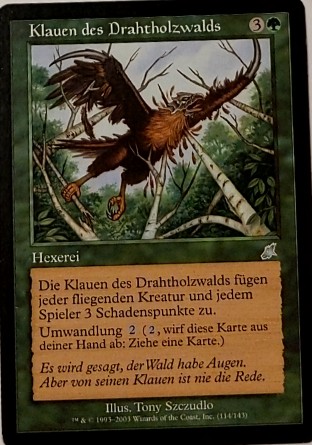 Klauen des Drahtholzwalds 3
Hexerei
Die Klauen des Drahtholzwalds fügen
jeder fliegenden Kreatur und jedem
Spieler 3 Schadenspunkte zu.
Umwandlung 2 (2, wirf diese Karte aus
deiner Hand ab: Ziehe eine Karte.)
Es wird gesagt, der Wald habe Augen.
Aber von seinen Klauen ist nie die Rede.
Illus. Tony Szczudlo
™ & © 1993–2003 Wizards of the Coast, Inc. (114/143)